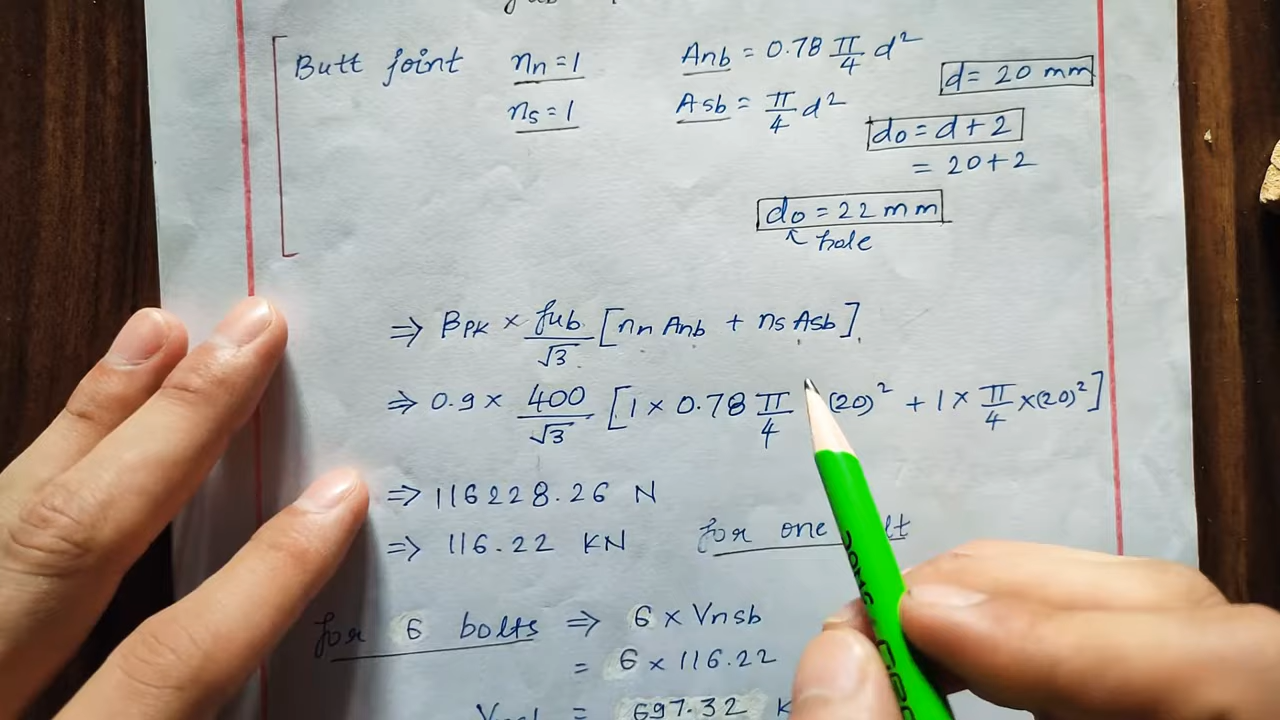 Butt joint nn = 1 Anb = 0.78 π/4 d²
d = 20 mm
ns = 1 Asb = π/4 d²
do = d + 2
= 20 + 2
do = 22 mm
↖ hole
⇒ βPK × fub/√3 [nn Anb + ns Asb]
⇒ 0.9 × 400/√3 [1 × 0.78 π/4 (20)² + 1 × π/4 × (20)²]
⇒ 116228.26 N
⇒ 116.22 KN for one
for 6 bolts ⇒ 6 × Vnsb
= 6 × 116.22
= 697.32
DOMS